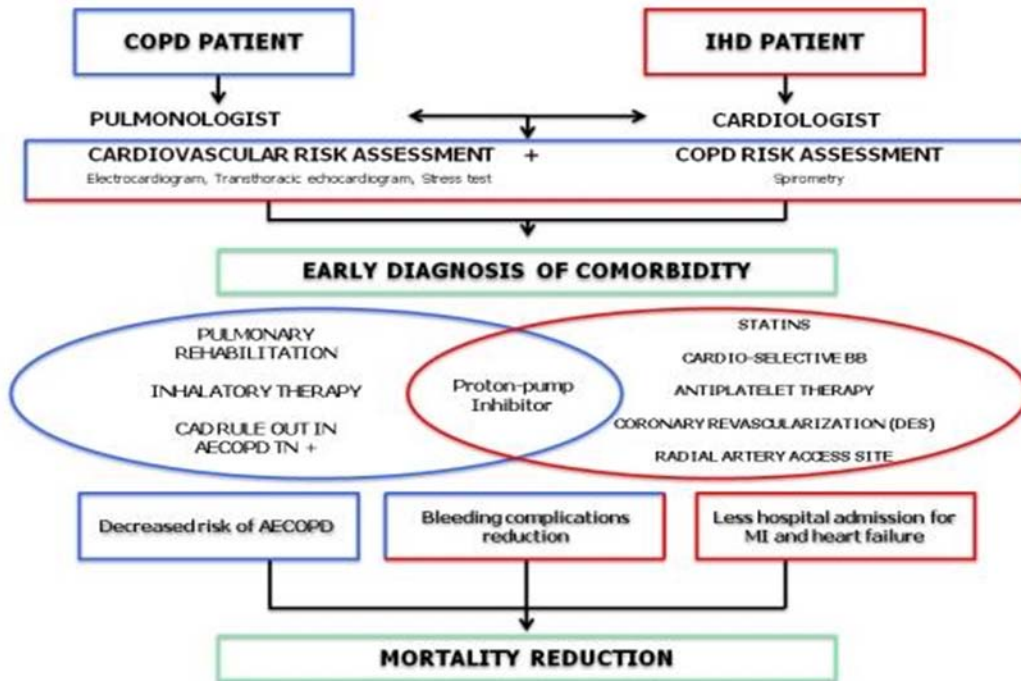 COPD PATIENT
IHD PATIENT
PULMONOLOGIST
CARDIOLOGIST
CARDIOVASCULAR RISK ASSESSMENT + COPD RISK ASSESSMENT
Electrocardiogram, Transthoracic echocardiogram, Stress test
Spirometry
EARLY DIAGNOSIS OF COMORBIDITY
PULMONARY
REHABILITATION
INHALATORY THERAPY
CAD RULE OUT IN
AECOPD TN +
Proton-pump
Inhibitor
STATINS
CARDIO-SELECTIVE BB
ANTIPLATELET THERAPY
CORONARY REVASCULARIZATION (DES)
RADIAL ARTERY ACCESS SITE
Decreased risk of AECOPD
Bleeding complications
reduction
Less hospital admission for
MI and heart failure
MORTALITY REDUCTION